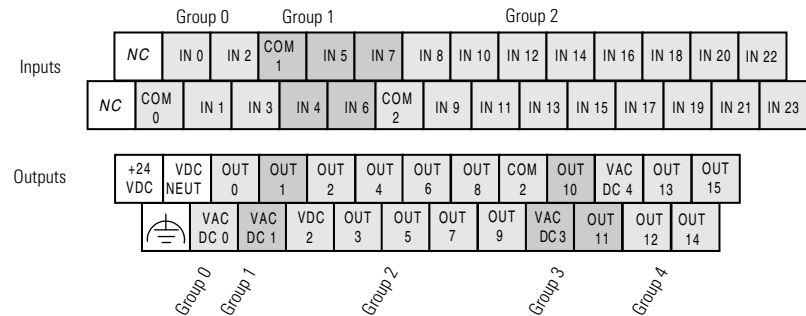 Group 0 Group 1 Group 2
Inputs
NC IN 0 IN 2 COM 1 IN 5 IN 7 IN 8 IN 10 IN 12 IN 14 IN 16 IN 18 IN 20 IN 22
NC COM 0 IN 1 IN 3 IN 4 IN 6 COM 2 IN 9 IN 11 IN 13 IN 15 IN 17 IN 19 IN 21 IN 23
Outputs
+24 VDC VDC NEUT OUT 0 OUT 1 OUT 2 OUT 4 OUT 6 OUT 8 COM 2 OUT 10 VAC DC 4 OUT 13 OUT 15
VAC DC 0 VAC DC 1 VDC 2 OUT 3 OUT 5 OUT 7 OUT 9 VAC DC3 OUT 11 OUT 12 OUT 14
Group 0 Group 1 Group 2 Group 3 Group 4